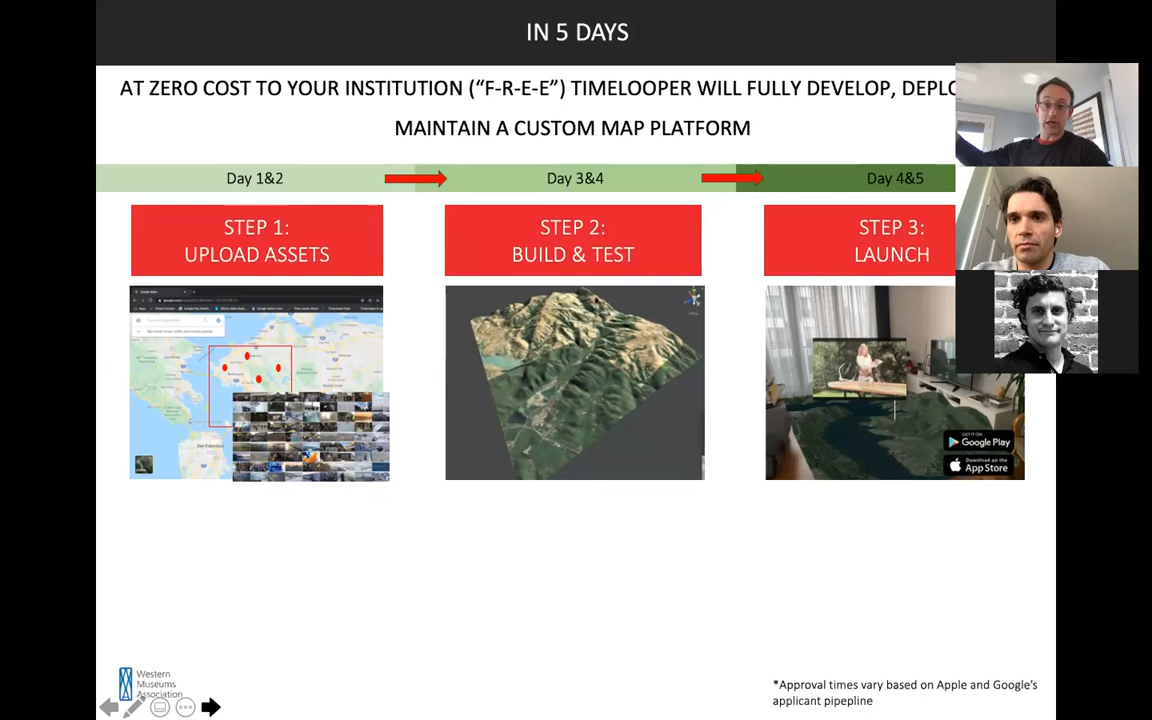 IN 5 DAYS
AT ZERO COST TO YOUR INSTITUTION (“F-R-E-E”) TIMELOOPER WILL FULLY DEVELOP, DEPLO
MAINTAIN A CUSTOM MAP PLATFORM
Day 1&2
Day 3&4
Day 4&5
STEP 1:
UPLOAD ASSETS
STEP 2:
BUILD & TEST
STEP 3:
LAUNCH
San Francisco
GET IT ON
Google Play
Download on the
App Store
Western
Museums
Association
*Approval times vary based on Apple and Google’s
applicant pipepline